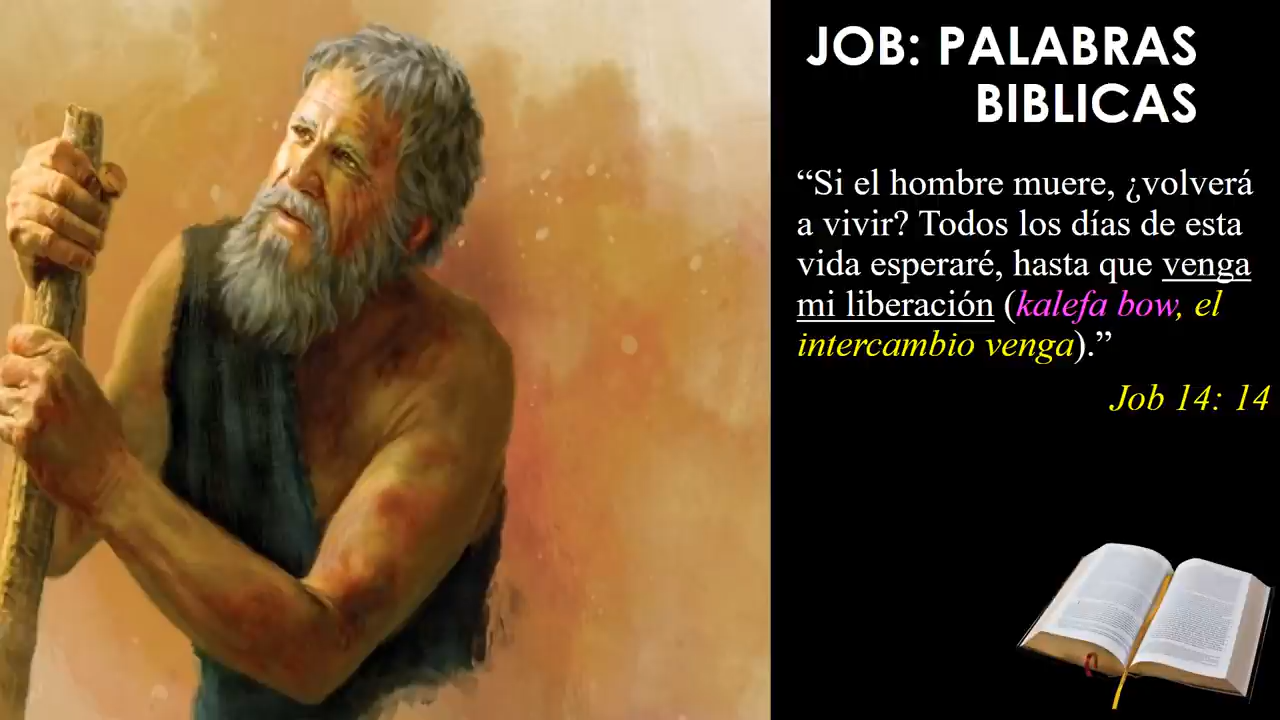 JOB: PALABRAS
BIBLICAS
“Si el hombre muere, ¿volverá
a vivir? Todos los días de esta
vida esperaré, hasta que venga
mi liberación (kalefa bow, el
intercambio venga).”
Job 14: 14